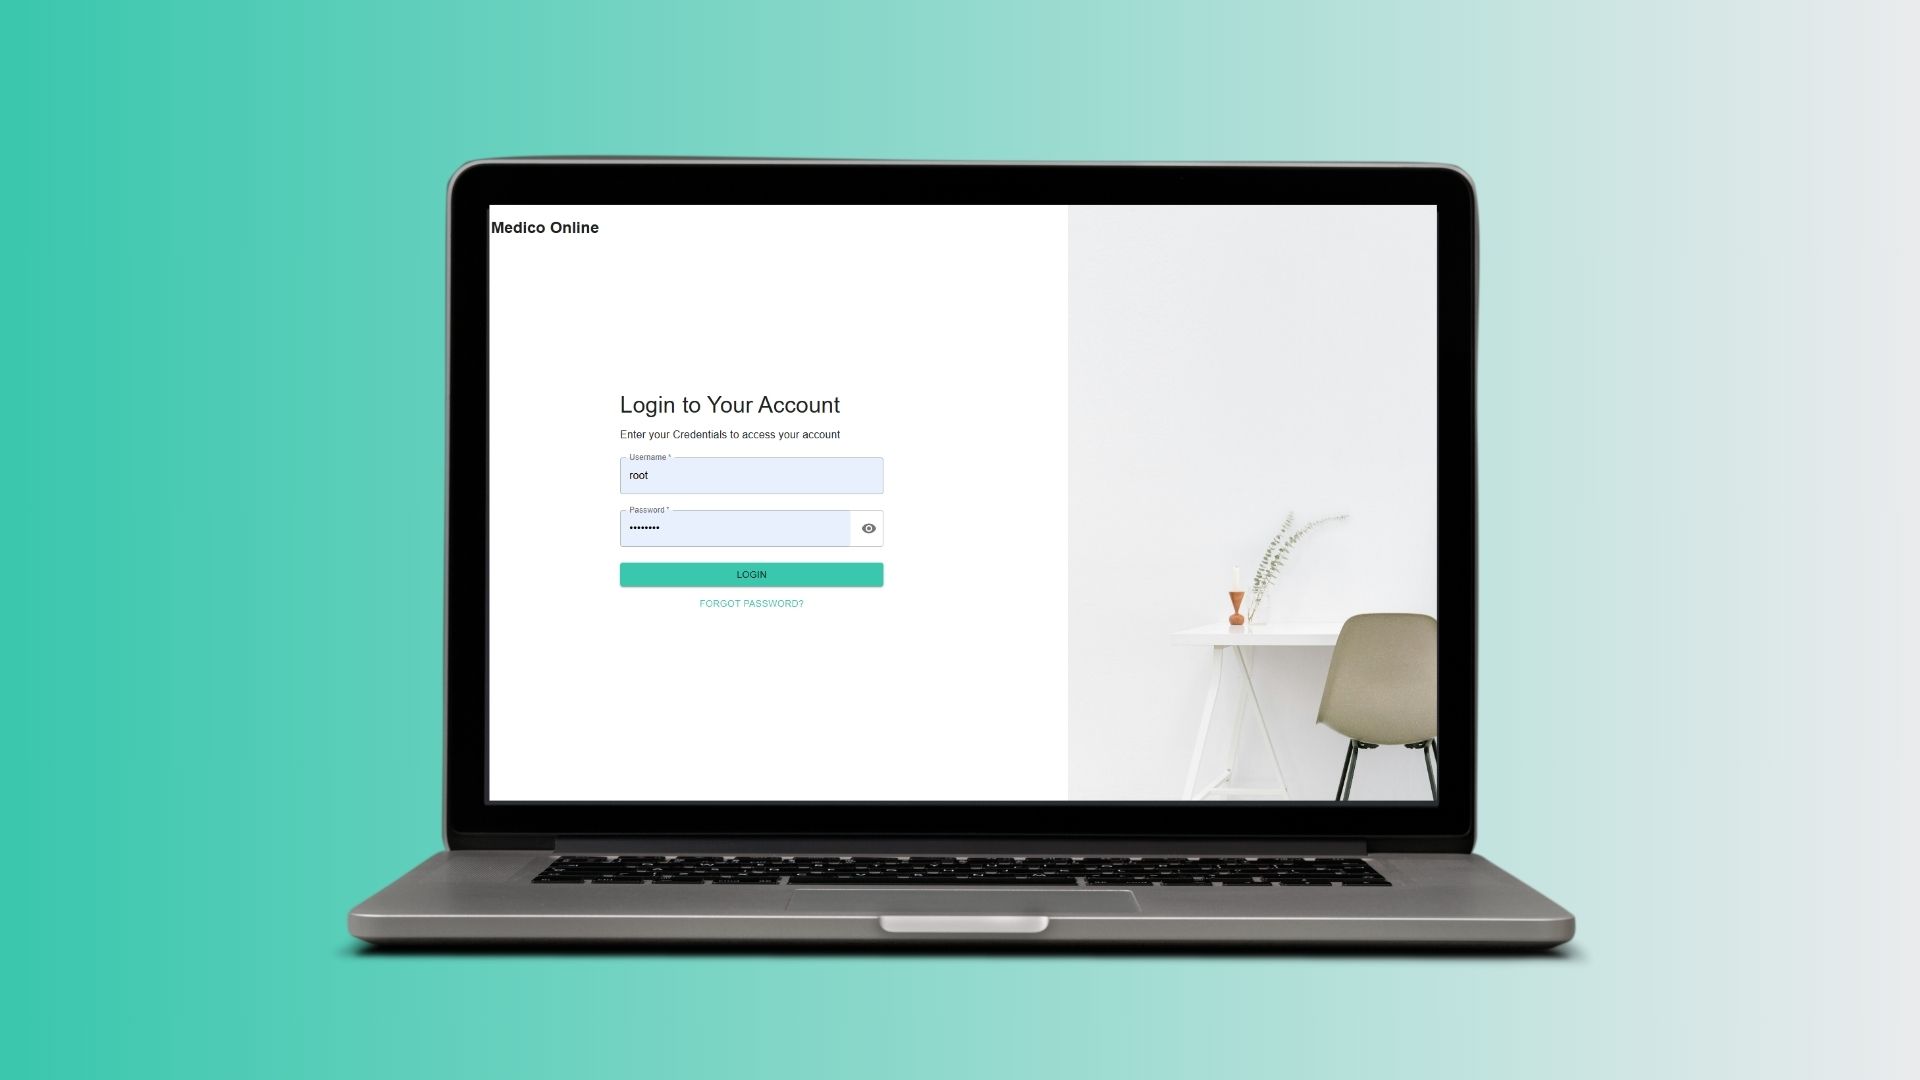 Medico Online
Login to Your Account
Enter your Credentials to access your account
Username *
root
Password *
••••••••
LOGIN
FORGOT PASSWORD?